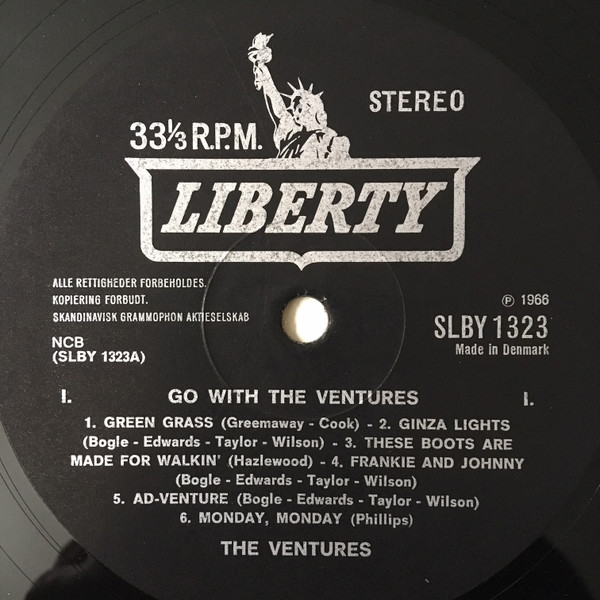 STEREO
33⅓ R.P.M.
LIBERTY
ALLE RETTIGHEDER FORBEHOLDES.
KOPIERING FORBUDT.
SKANDINAVISK GRAMMOPHON AKTIESELSKAB
NCB
(SLBY 1323A)
℗ 1966
SLBY 1323
Made in Denmark
I. GO WITH THE VENTURES I.
1. GREEN GRASS (Greemaway - Cook) - 2. GINZA LIGHTS
(Bogle - Edwards - Taylor - Wilson) - 3. THESE BOOTS ARE
MADE FOR WALKIN' (Hazlewood) - 4. FRANKIE AND JOHNNY
(Bogle - Edwards - Taylor - Wilson)
5. AD-VENTURE (Bogle - Edwards - Taylor - Wilson)
6. MONDAY, MONDAY (Phillips)
THE VENTURES